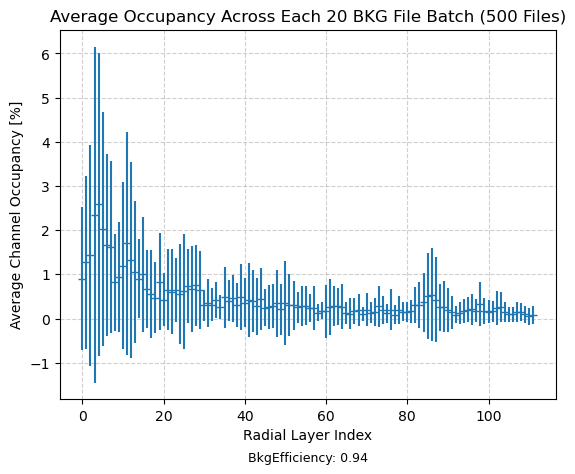 Average Occupancy Across Each 20 BKG File Batch (500 Files)
6
5
4
3
2
1
0
−1
Average Channel Occupancy [%]
0 20 40 60 80 100
Radial Layer Index
BkgEfficiency: 0.94